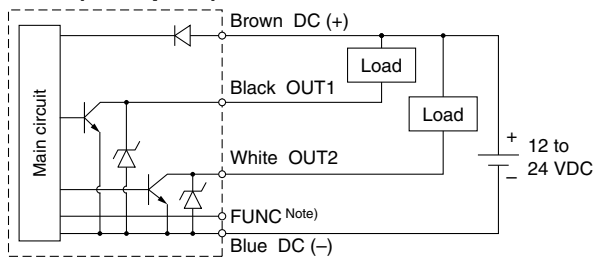 Brown DC (+)
Load
Black OUT1
Load
Main circuit
+
12 to
24 VDC
–
White OUT2
FUNC Note)
Blue DC (–)